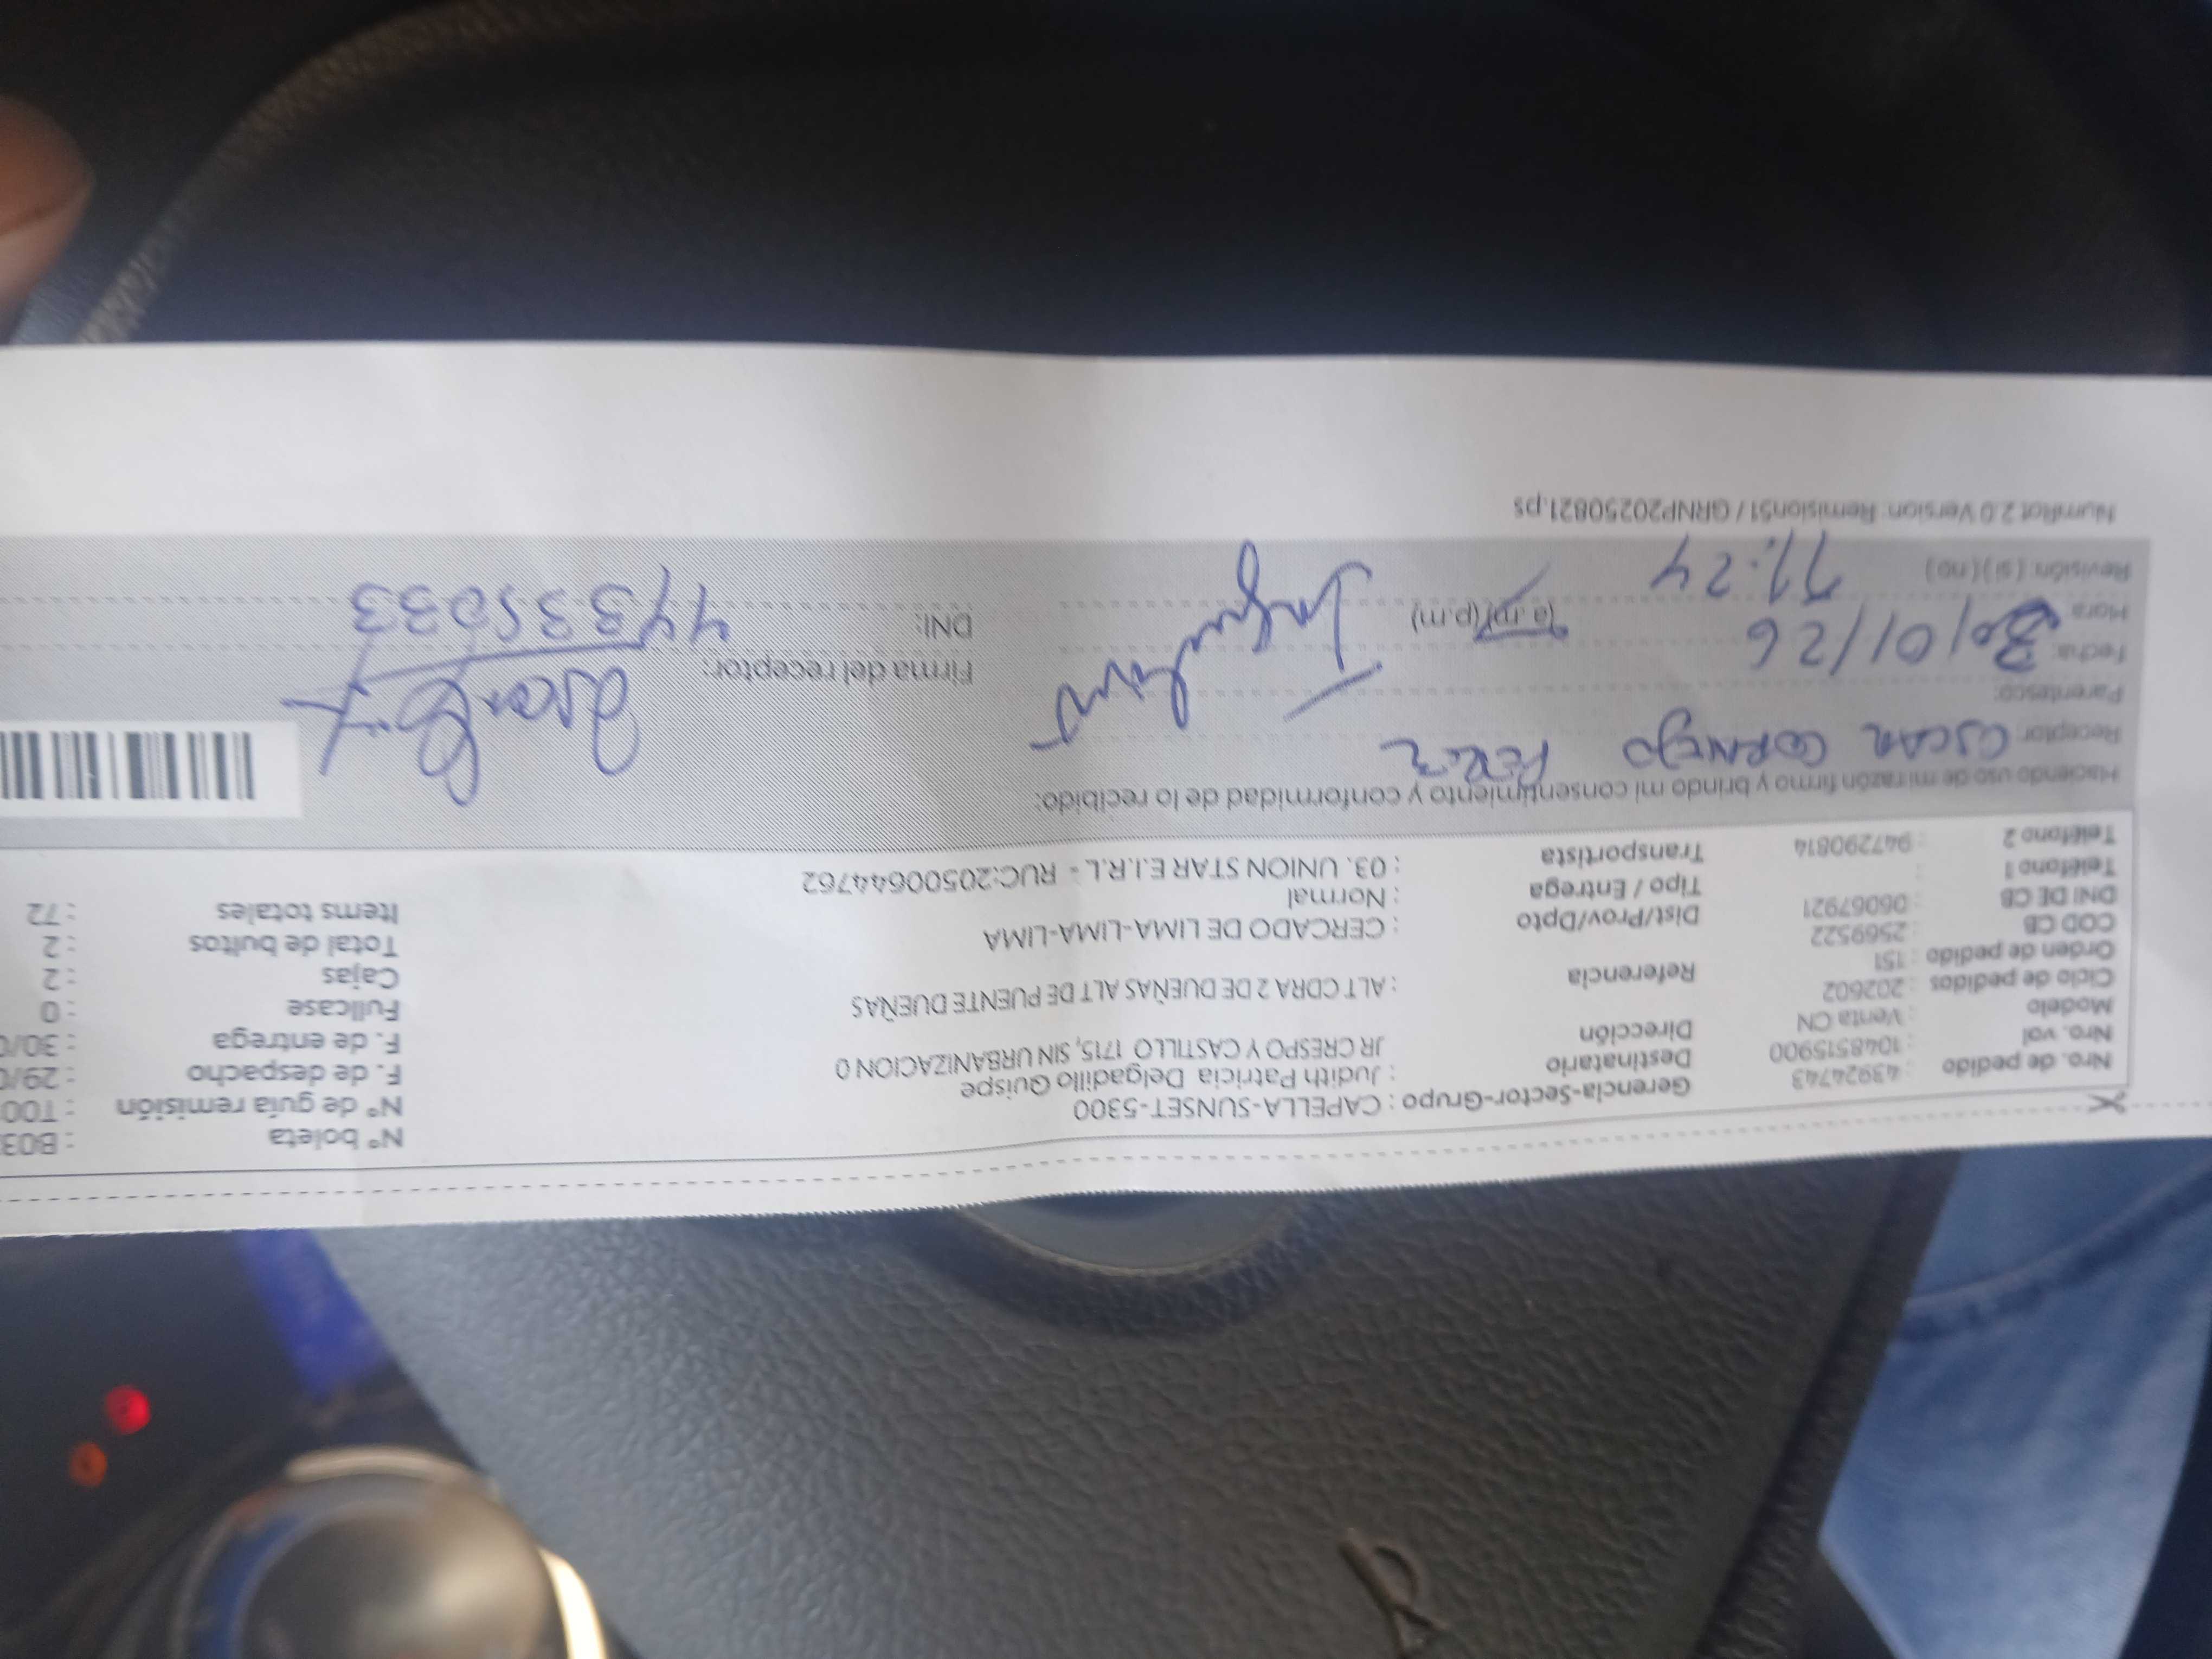 Nº boleta : B03
Gerencia-Sector-Grupo : CAPELLA-SUNSET-5300
Nº de guía remisión : T00
Nro. de pedido : 43924743
Destinatario : Judith Patricia Delgadillo Quispe
F. de despacho : 29/0
Nro. val : 1048515900
Dirección JR CRESPO Y CASTILLO 1715, SIN URBANIZACION 0
F. de entrega : 30/0
Modelo : Venta CN
Fullcase : 0
Ciclo de pedidos : 202602
Referencia : ALT CDRA 2 DE DUEÑAS ALT DE PUENTE DUEÑAS
Cajas : 2
Orden de pedido : 151
Total de bultos : 2
COD CB : 2569522
Dist/Prov/Dpto : CERCADO DE LIMA-LIMA-LIMA
Items totales : 72
DNI DE CB : 06067921
Tipo / Entrega : Normal
Teléfono 1 :
Transportista : 03. UNION STAR E.I.R.L - RUC:20500644762
Teléfono 2 : 947290814
Haciendo uso de mi razón firmo y brindo mi consentimiento y conformidad de lo recibido:
Receptor: OSCAR CORNEJO PEREZ
Parentesco:
Firma del receptor:
Fecha: 30/01/26
DNI: 44335033
Hora: 11:24 (a.m)(p.m)
Revisión: (si) (no)
NumRot 2.0 Version: Remision51 / GRNP20250821.ps